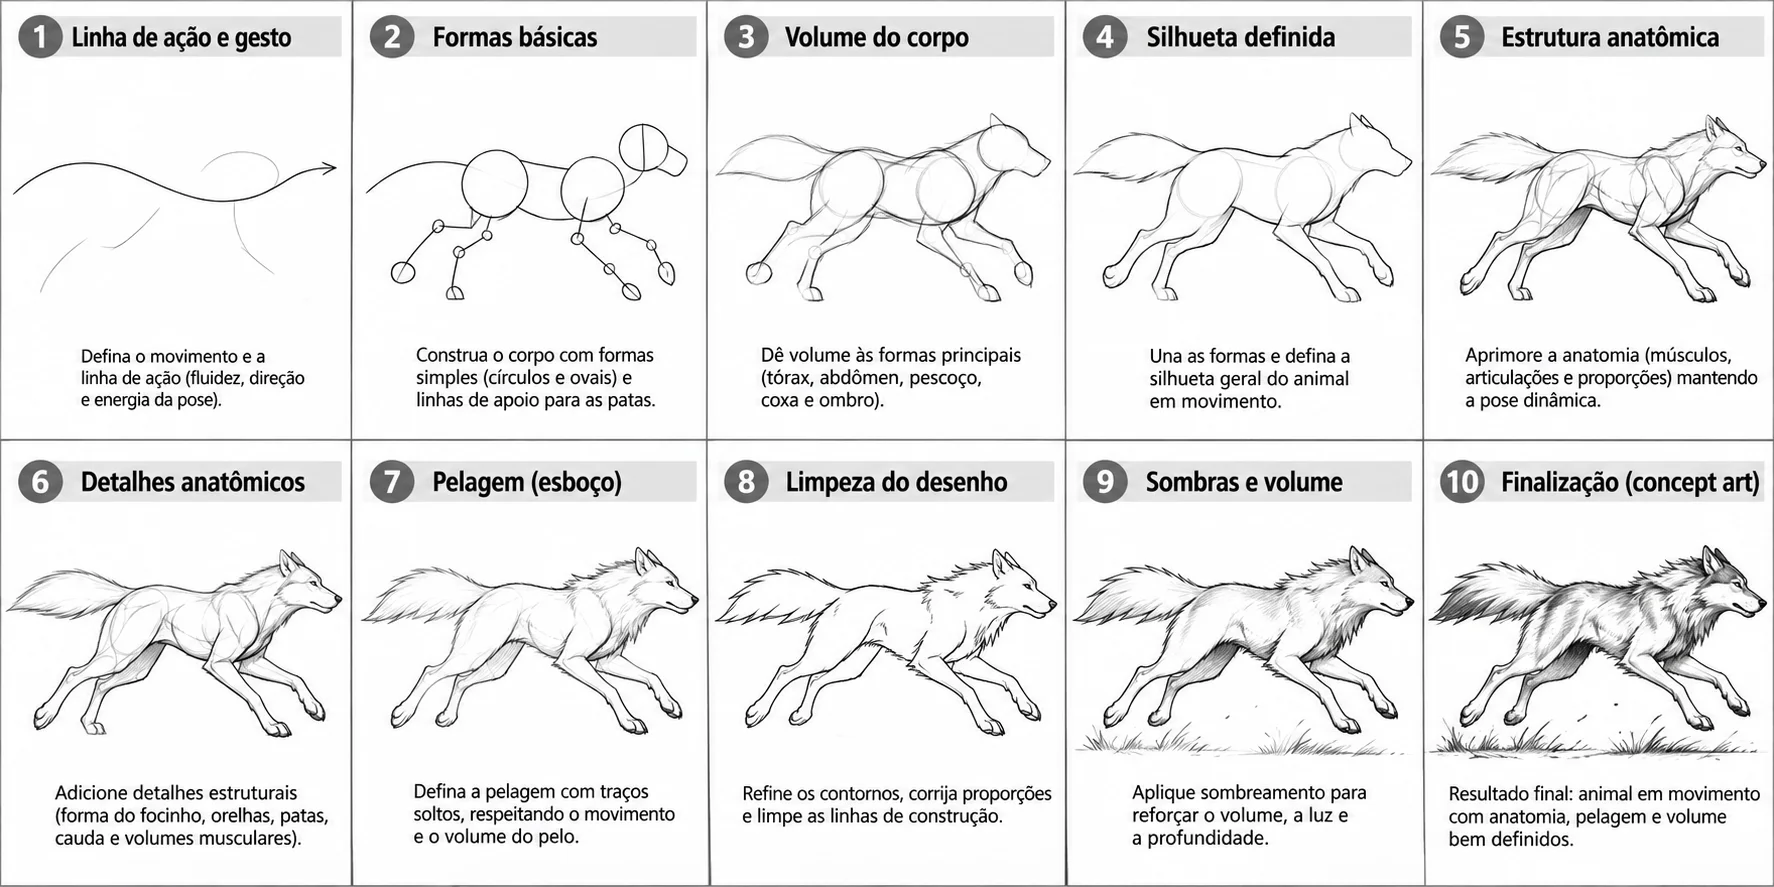 1 Linha de ação e gesto
Defina o movimento e a
linha de ação (fluidez, direção
e energia da pose).
2 Formas básicas
Construa o corpo com formas
simples (círculos e ovais) e
linhas de apoio para as patas.
3 Volume do corpo
Dê volume às formas principais
(tórax, abdômen, pescoço,
coxa e ombro).
4 Silhueta definida
Una as formas e defina a
silhueta geral do animal
em movimento.
5 Estrutura anatômica
Aprimore a anatomia (músculos,
articulações e proporções) mantendo
a pose dinâmica.
6 Detalhes anatômicos
Adicione detalhes estruturais
(forma do focinho, orelhas, patas,
cauda e volumes musculares).
7 Pelagem (esboço)
Defina a pelagem com traços
soltos, respeitando o movimento
e o volume do pelo.
8 Limpeza do desenho
Refine os contornos, corrija proporções
e limpe as linhas de construção.
9 Sombras e volume
Aplique sombreamento para
reforçar o volume, a luz e
a profundidade.
10 Finalização (concept art)
Resultado final: animal em movimento
com anatomia, pelagem e volume
bem definidos.